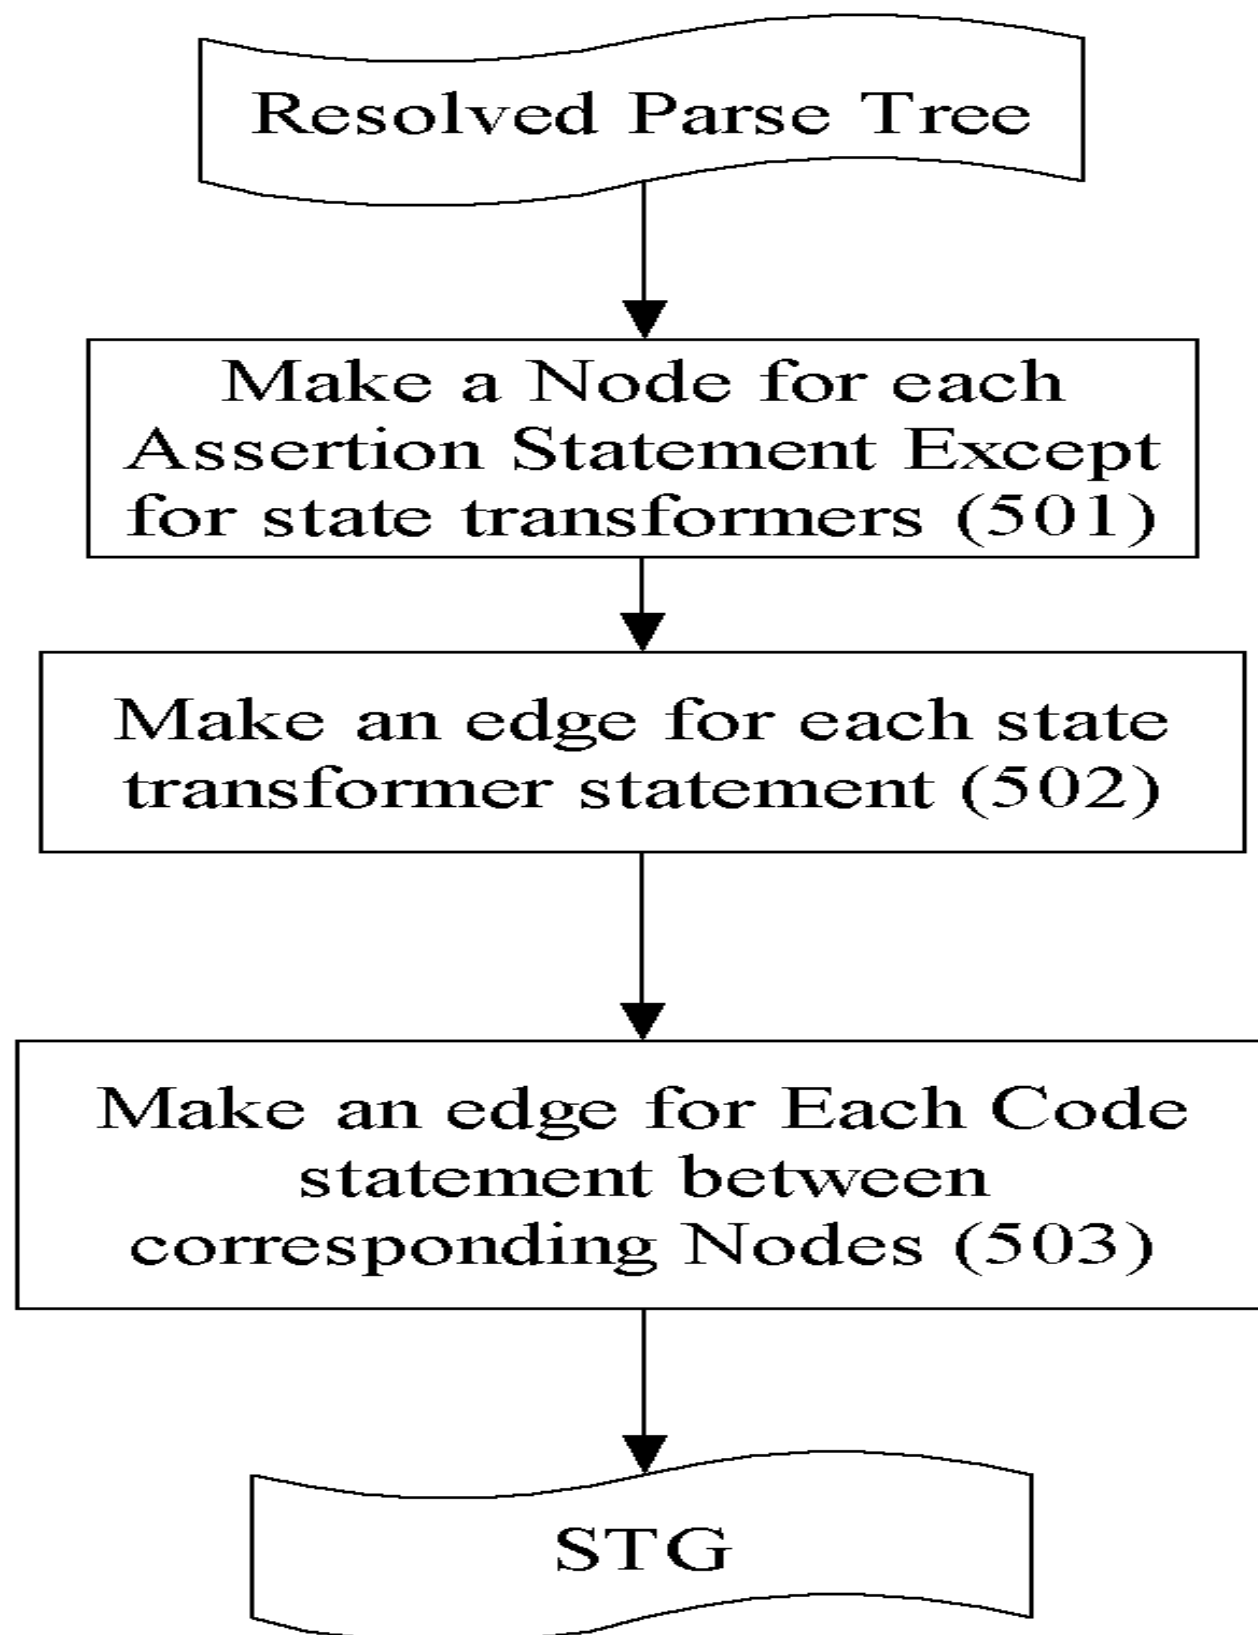 Resolved Parse Tree
Make a Node for each
Assertion Statement Except
for state transformers (501)
Make an edge for each state
transformer statement (502)
Make an edge for Each Code
statement between
corresponding Nodes (503)
STG